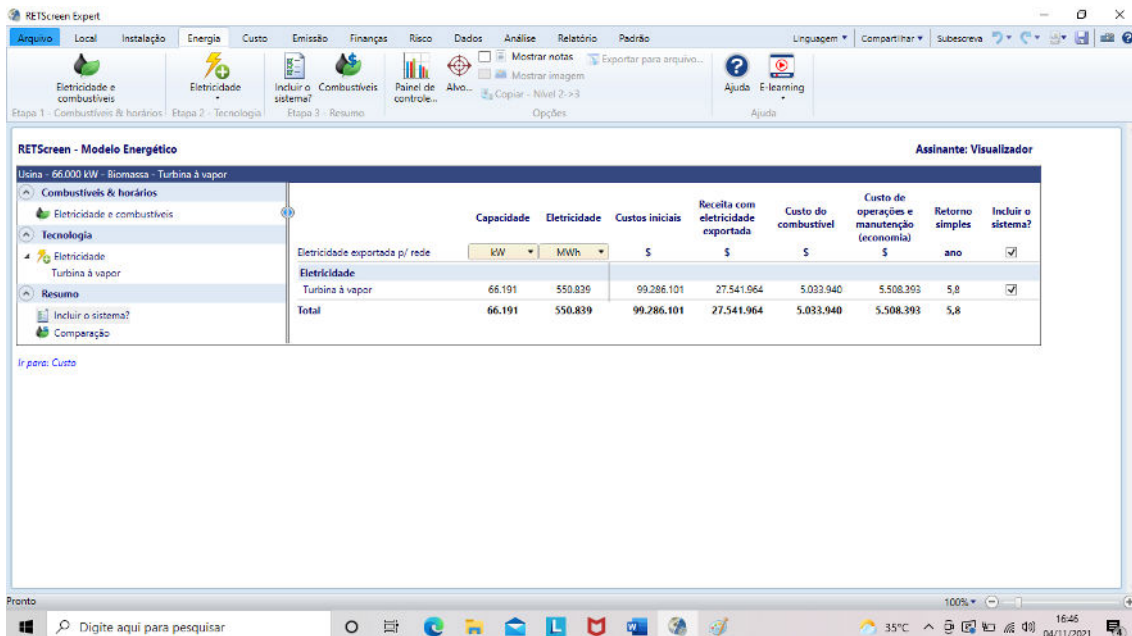 RETScreen Expert
Arquivo Local Instalação Energia Custo Emissão Finanças Risco Dados Análise Relatório Padrão Linguagem Compartilhar Subescreva
Eletricidade e combustíveis
Eletricidade
Incluir o sistema?
Combustíveis
Painel de controle...
Alvo...
Mostrar notas
Mostrar imagem
Copiar - Nível 2->3
Exportar para arquivo...
Ajuda
E-learning
Etapa 1 - Combustíveis & horários Etapa 2 - Tecnologia Etapa 3 - Resumo Opções Ajuda
RETScreen - Modelo Energético Assinante: Visualizador
Usina - 66.000 kW - Biomassa - Turbina à vapor
Combustíveis & horários
Eletricidade e combustíveis
Tecnologia
Eletricidade
Turbina à vapor
Resumo
Incluir o sistema?
Comparação
Capacidade Eletricidade Custos iniciais Receita com eletricidade exportada Custo do combustível Custo de operações e manutenção (economia) Retorno simples Incluir o sistema?
Eletricidade exportada p/ rede kW MWh $ $ $ $ ano
Eletricidade
Turbina à vapor 66.191 550.839 99.286.101 27.541.964 5.033.940 5.508.393 5,8
Total 66.191 550.839 99.286.101 27.541.964 5.033.940 5.508.393 5,8
Ir para: Custo
Pronto 100%
Digite aqui para pesquisar 35°C 16:46
04/11/2021